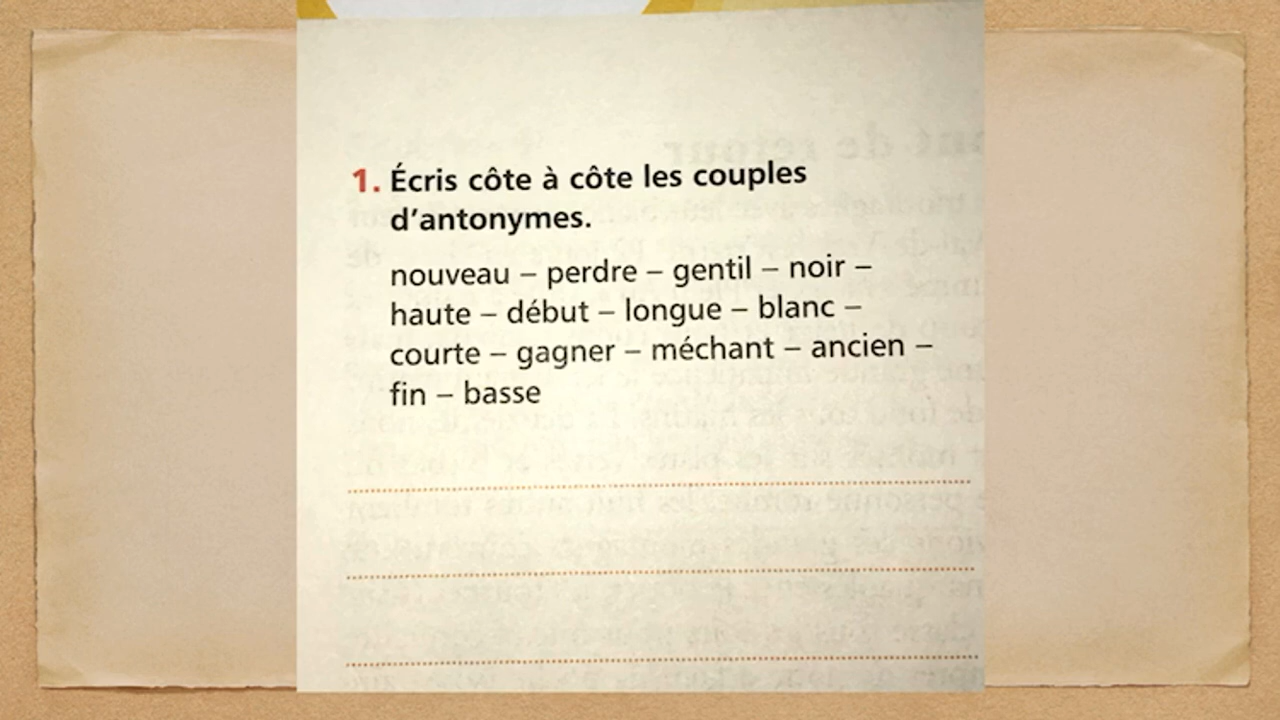 1. Écris côte à côte les couples
d'antonymes.
nouveau – perdre – gentil – noir –
haute – début – longue – blanc –
courte – gagner – méchant – ancien –
fin – basse